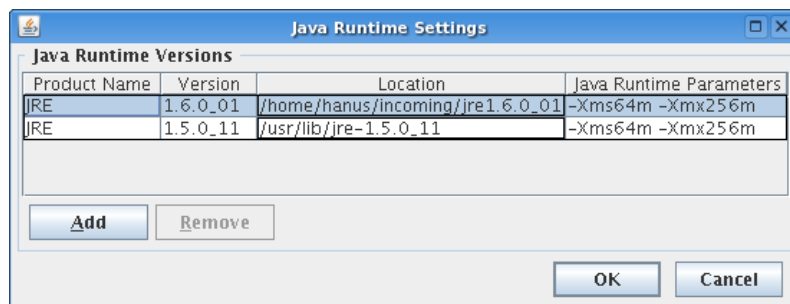 Java Runtime Settings
Java Runtime Versions
Product Name Version Location Java Runtime Parameters
JRE 1.6.0_01 /home/hanus/incoming/jre1.6.0_01 -Xms64m -Xmx256m
JRE 1.5.0_11 /usr/lib/jre-1.5.0_11 -Xms64m -Xmx256m
Add Remove
OK Cancel